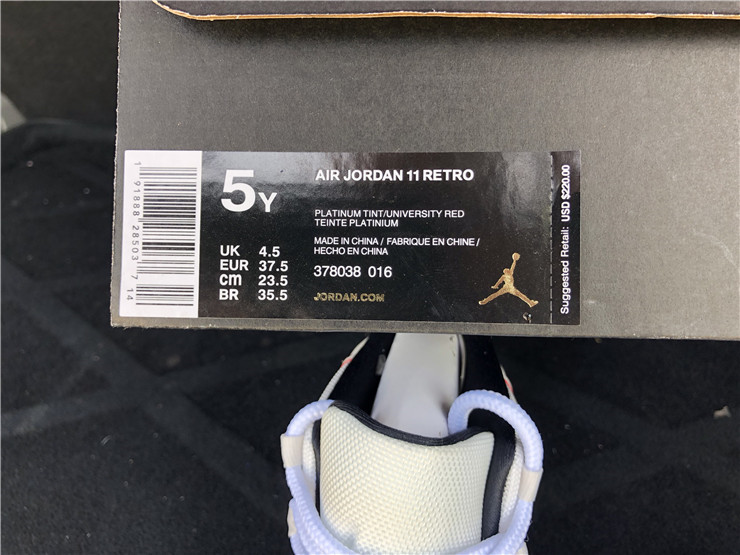 1 91888 28503 7 14
5Y
UK 4.5
EUR 37.5
cm 23.5
BR 35.5
AIR JORDAN 11 RETRO
PLATINUM TINT/UNIVERSITY RED
TEINTE PLATINIUM
MADE IN CHINA / FABRIQUE EN CHINE /
HECHO EN CHINA
378038 016
JORDAN.COM
Suggested Retail: USD $220.00